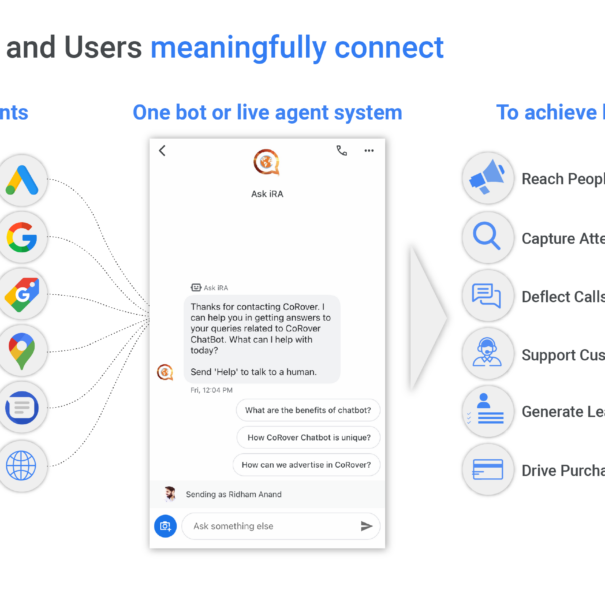 and Users meaningfully connect
nts
One bot or live agent system
To achieve
Ask iRA
Ask iRA
Thanks for contacting CoRover. I
can help you in getting answers to
your queries related to CoRover
ChatBot. What can I help with
today?
Send 'Help' to talk to a human.
Fri, 12:04 PM
What are the benefits of chatbot?
How CoRover Chatbot is unique?
How can we advertise in CoRover?
Sending as Ridham Anand
Ask something else
Reach Peopl
Capture Atte
Deflect Calls
Support Cus
Generate Lea
Drive Purcha